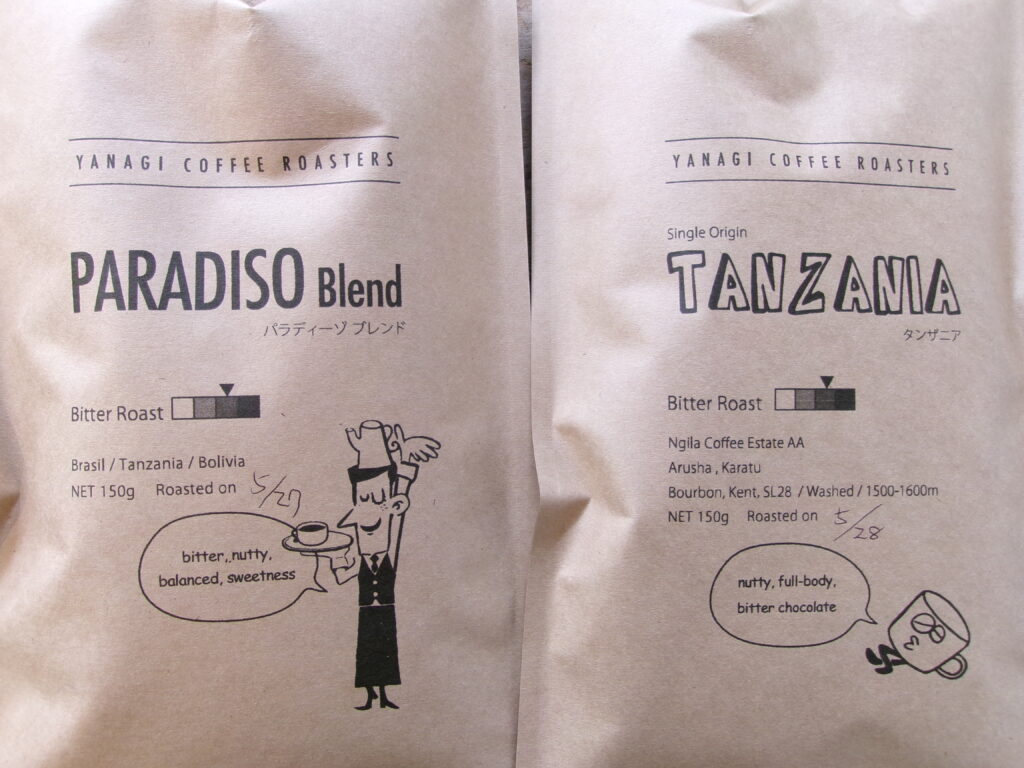 YANAGI COFFEE ROASTERS
PARADISO Blend
パラディーゾ ブレンド
Bitter Roast
Brasil / Tanzania / Bolivia
NET 150g Roasted on 5/27
bitter, nutty,
balanced, sweetness
YANAGI COFFEE ROASTERS
Single Origin
TANZANIA
タンザニア
Bitter Roast
Ngila Coffee Estate AA
Arusha , Karatu
Bourbon, Kent, SL28 / Washed / 1500-1600m
NET 150g Roasted on 5/28
nutty, full-body,
bitter chocolate